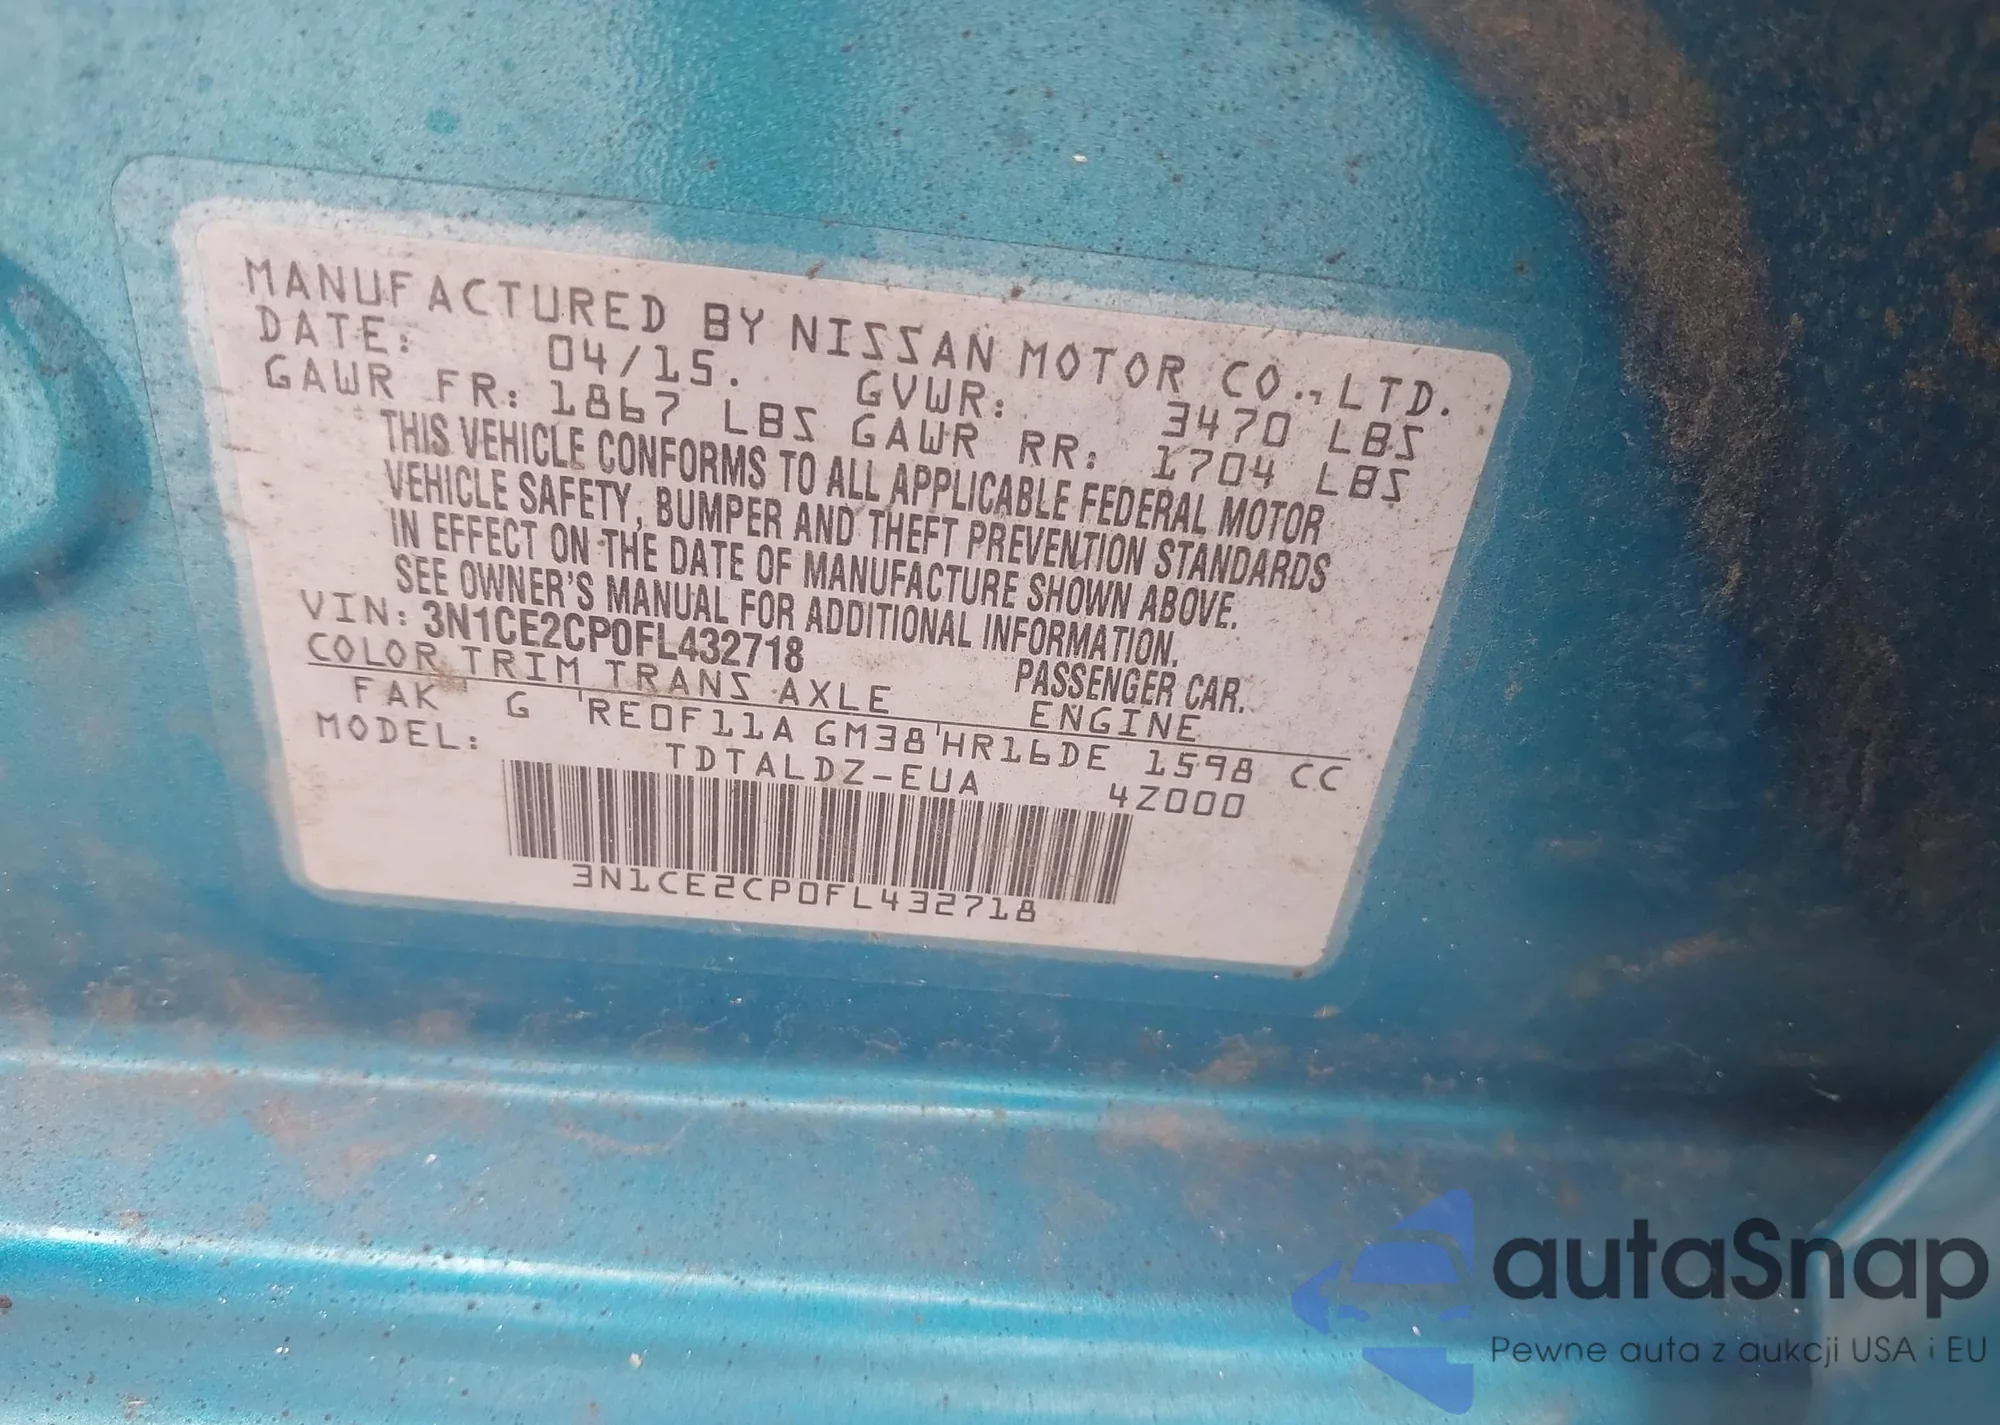 MANUFACTURED BY NISSAN MOTOR CO., LTD.
DATE: 04/15. GVWR: 3470 LBS
GAWR FR: 1867 LBS GAWR RR: 1704 LBS
THIS VEHICLE CONFORMS TO ALL APPLICABLE FEDERAL MOTOR
VEHICLE SAFETY, BUMPER AND THEFT PREVENTION STANDARDS
IN EFFECT ON THE DATE OF MANUFACTURE SHOWN ABOVE.
SEE OWNER'S MANUAL FOR ADDITIONAL INFORMATION.
VIN: 3N1CE2CP0FL432718 PASSENGER CAR.
COLOR TRIM TRANS AXLE ENGINE
FAK G RE0F11A GM38 HR16DE 1598 CC
MODEL: TDTALDZ-EUA 4Z000
3N1CE2CP0FL432718
autaSnap
Pewne auta z aukcji USA i EU